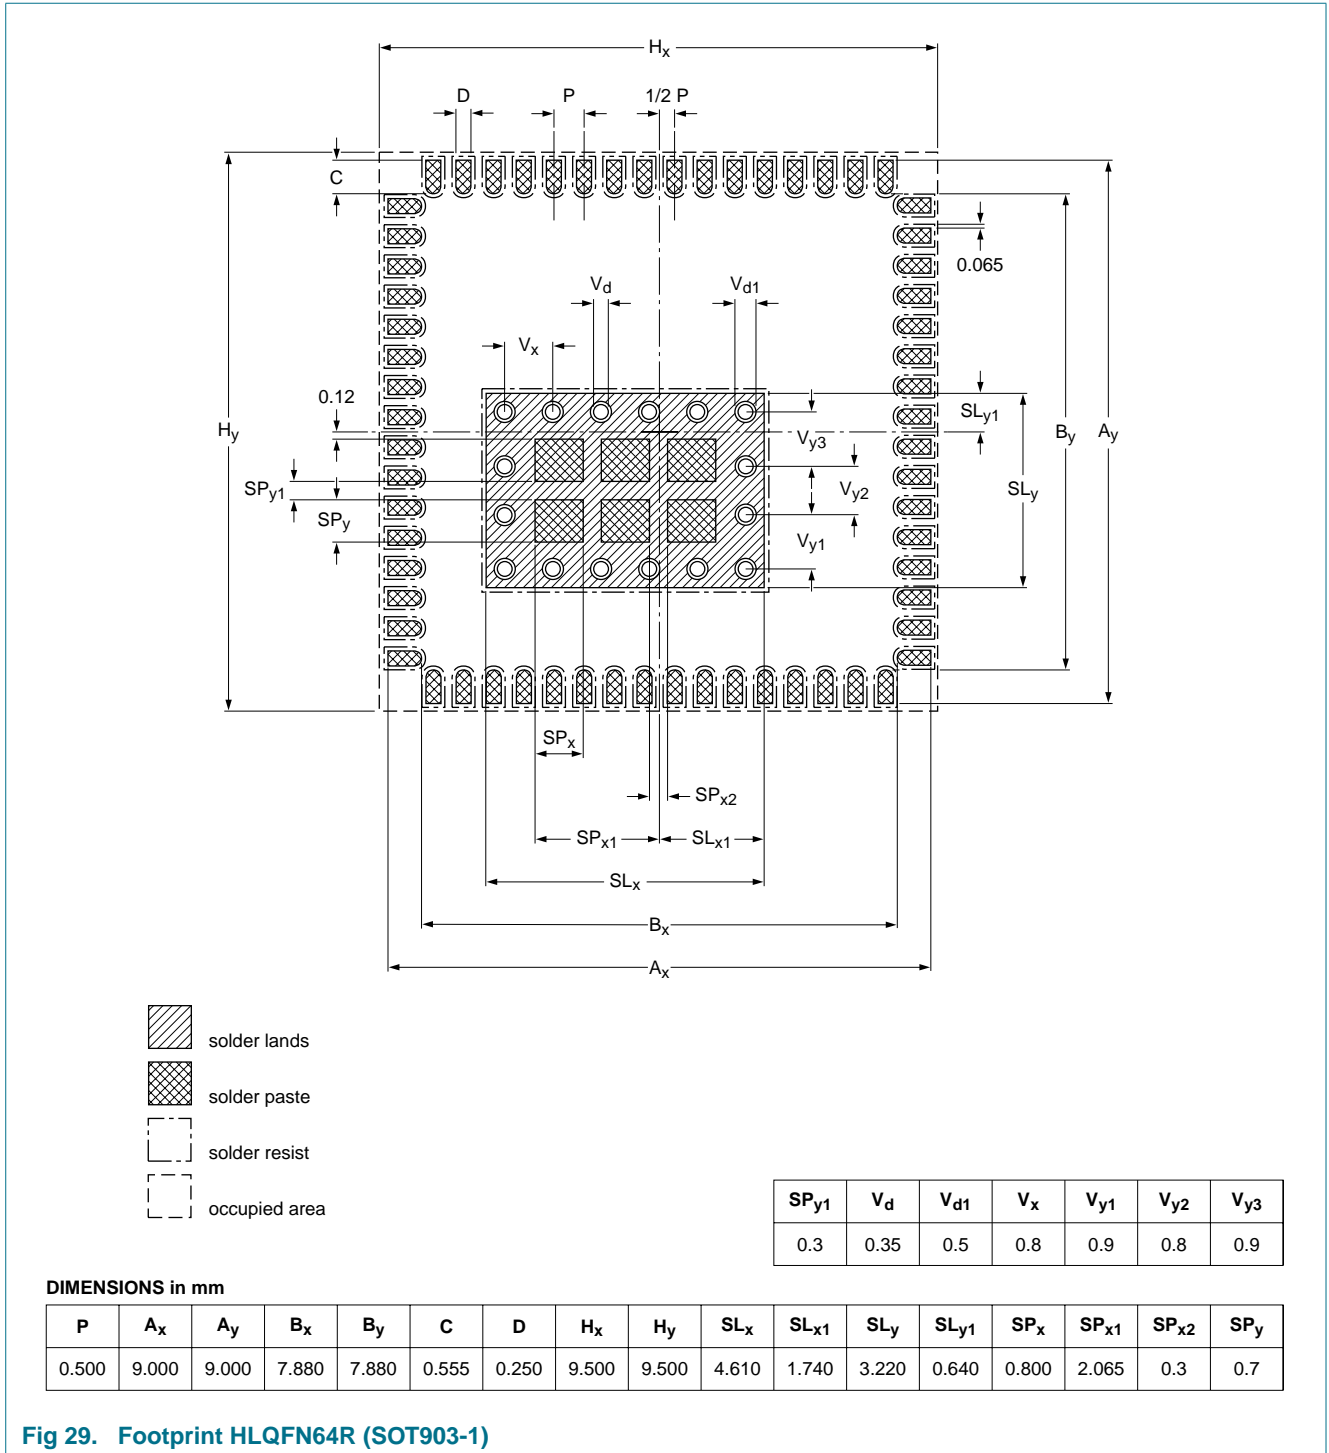 Hx
D P 1/2 P
C
0.065
Vd Vd1
Vx
0.12
SLy1
Hy Vy3 By Ay
SPy1 Vy2 SLy
SPy
Vy1
SPx
SPx2
SPx1 SLx1
SLx
Bx
Ax
solder lands
solder paste
solder resist
occupied area
SPy1 Vd Vd1 Vx Vy1 Vy2 Vy3
0.3 0.35 0.5 0.8 0.9 0.8 0.9
DIMENSIONS in mm
P Ax Ay Bx By C D Hx Hy SLx SLx1 SLy SLy1 SPx SPx1 SPx2 SPy
0.500 9.000 9.000 7.880 7.880 0.555 0.250 9.500 9.500 4.610 1.740 3.220 0.640 0.800 2.065 0.3 0.7
Fig 29. Footprint HLQFN64R (SOT903-1)